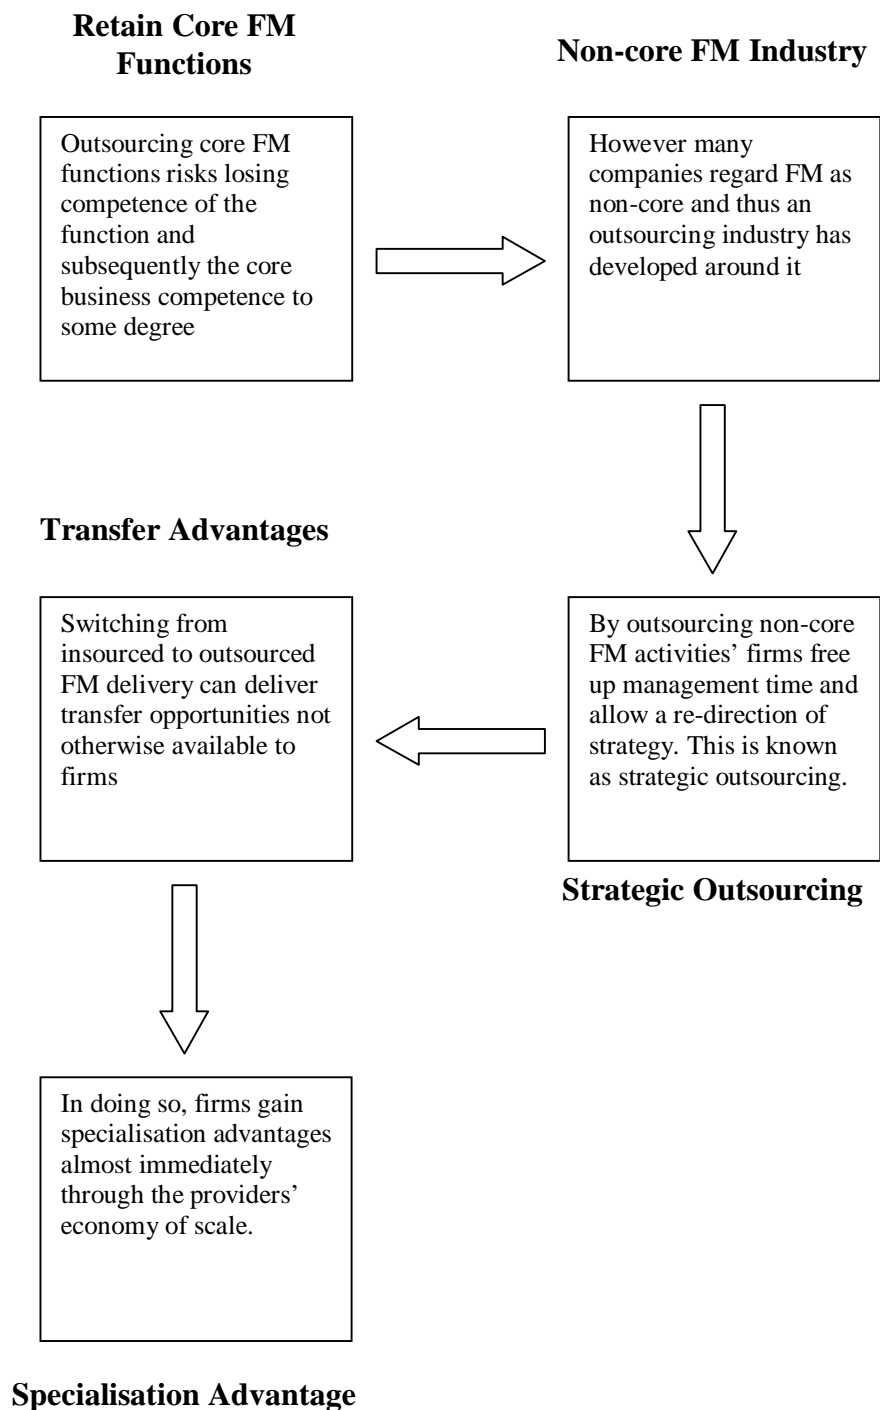 Retain Core FM
Functions
Non-core FM Industry
Outsourcing core FM
functions risks losing
competence of the
function and
subsequently the core
business competence to
some degree
However many
companies regard FM as
non-core and thus an
outsourcing industry has
developed around it
By outsourcing non-core
FM activities’ firms free
up management time and
allow a re-direction of
strategy. This is known
as strategic outsourcing.
Strategic Outsourcing
Transfer Advantages
Switching from
insourced to outsourced
FM delivery can deliver
transfer opportunities not
otherwise available to
firms
In doing so, firms gain
specialisation advantages
almost immediately
through the providers’
economy of scale.
Specialisation Advantage